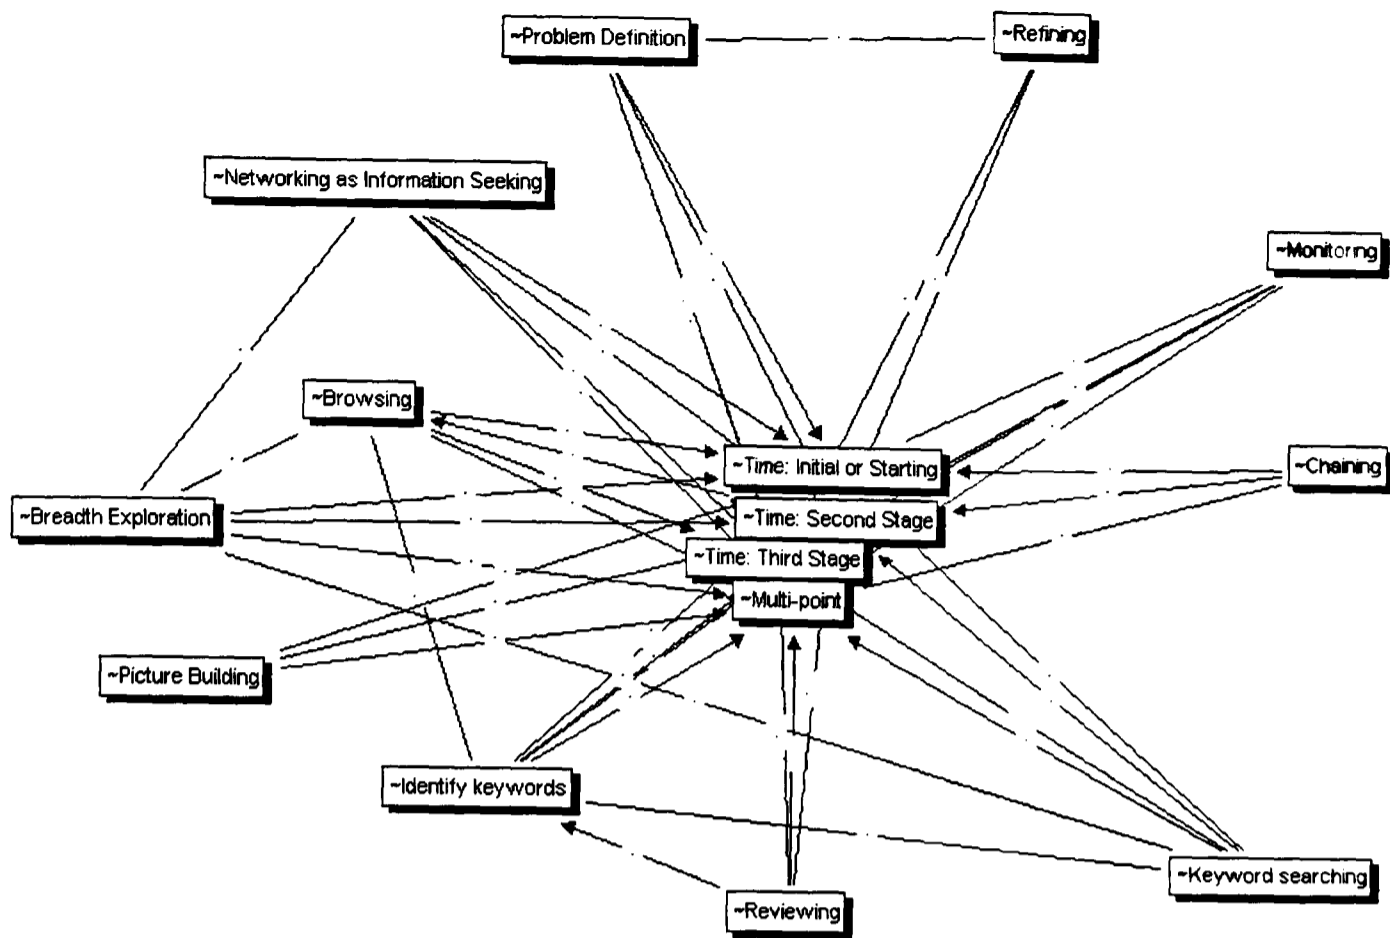 ~Problem Definition
~Refining
~Networking as Information Seeking
~Monitoring
~Browsing
~Time: Initial or Starting
~Chaining
~Breadth Exploration
~Time: Second Stage
~Time: Third Stage
~Multi-point
~Picture Building
~Identify keywords
~Keyword searching
~Reviewing